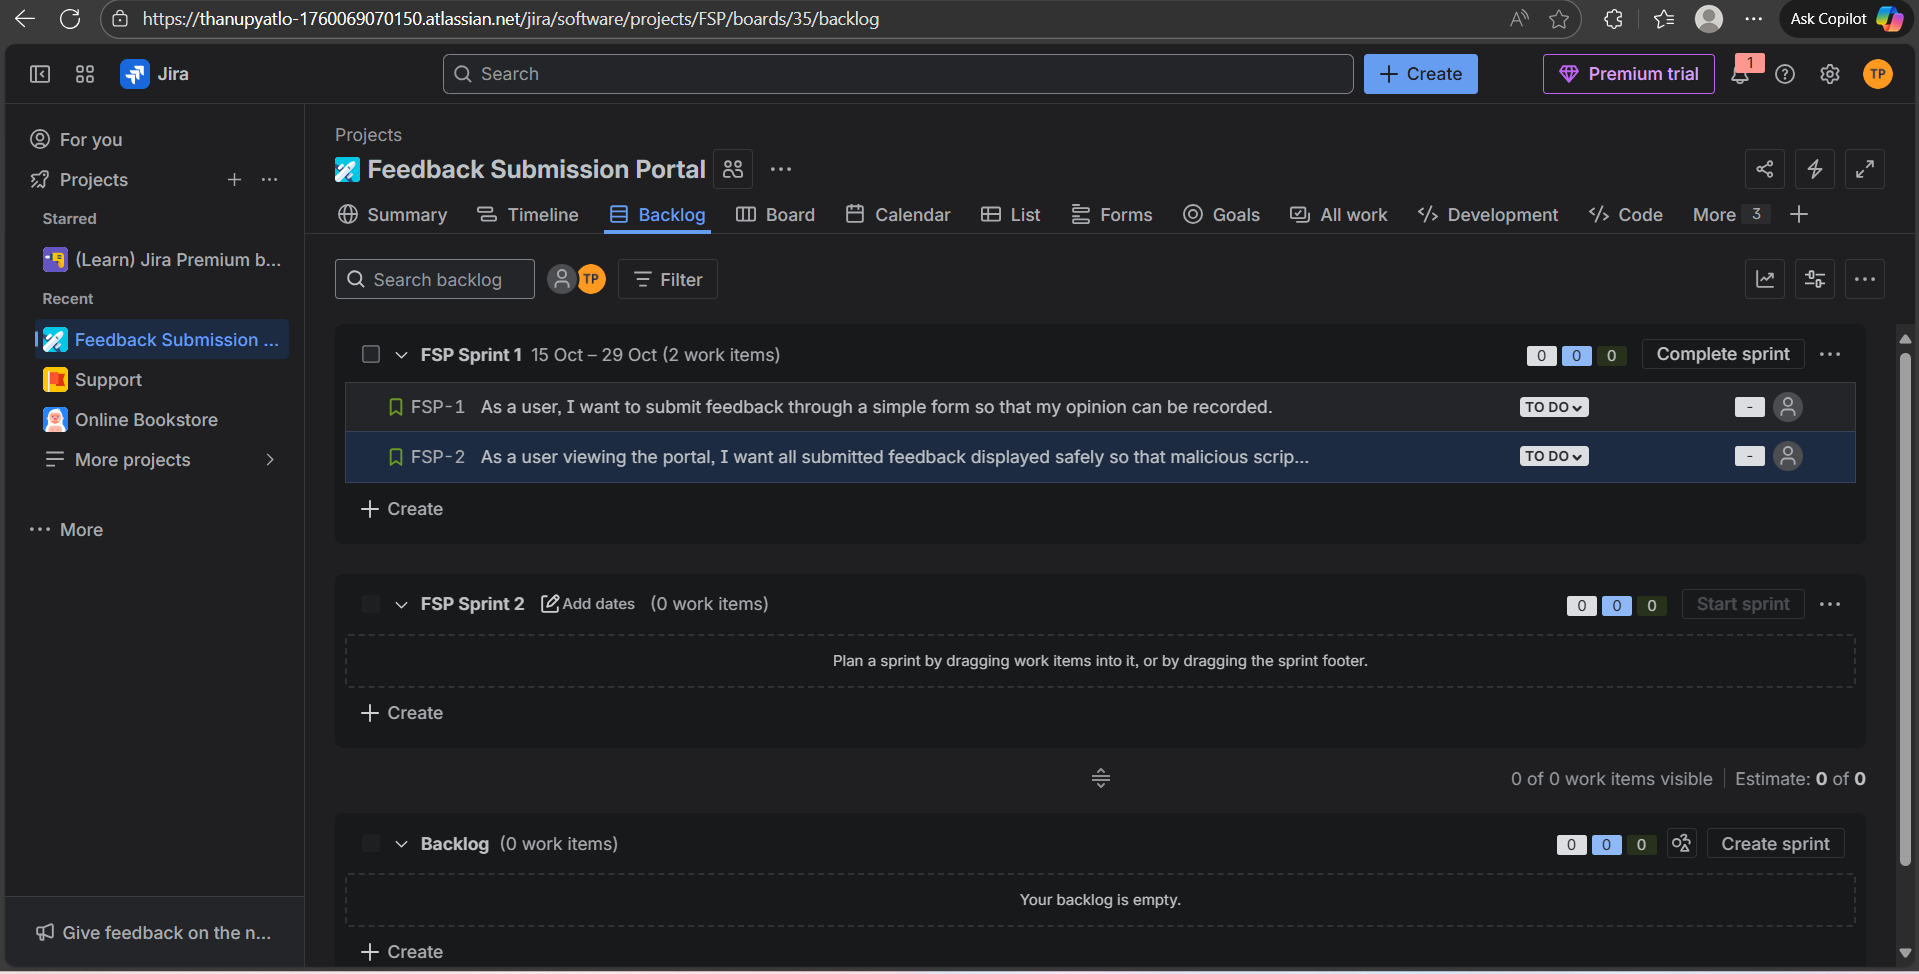 https://thanupyatlo-1760069070150.atlassian.net/jira/software/projects/FSP/boards/35/backlog
Ask Copilot
Jira
Search
Create
Premium trial
1
TP
For you
Projects
Starred
(Learn) Jira Premium b...
Recent
Feedback Submission ...
Support
Online Bookstore
More projects
More
Give feedback on the n...
Projects
Feedback Submission Portal
Summary Timeline Backlog Board Calendar List Forms Goals All work Development Code More 3
Search backlog TP Filter
FSP Sprint 1 15 Oct – 29 Oct (2 work items) 0 0 0 Complete sprint
FSP-1 As a user, I want to submit feedback through a simple form so that my opinion can be recorded. TO DO -
FSP-2 As a user viewing the portal, I want all submitted feedback displayed safely so that malicious scrip... TO DO -
Create
FSP Sprint 2 Add dates (0 work items) 0 0 0 Start sprint
Plan a sprint by dragging work items into it, or by dragging the sprint footer.
Create
0 of 0 work items visible Estimate: 0 of 0
Backlog (0 work items) 0 0 0 Create sprint
Your backlog is empty.
Create